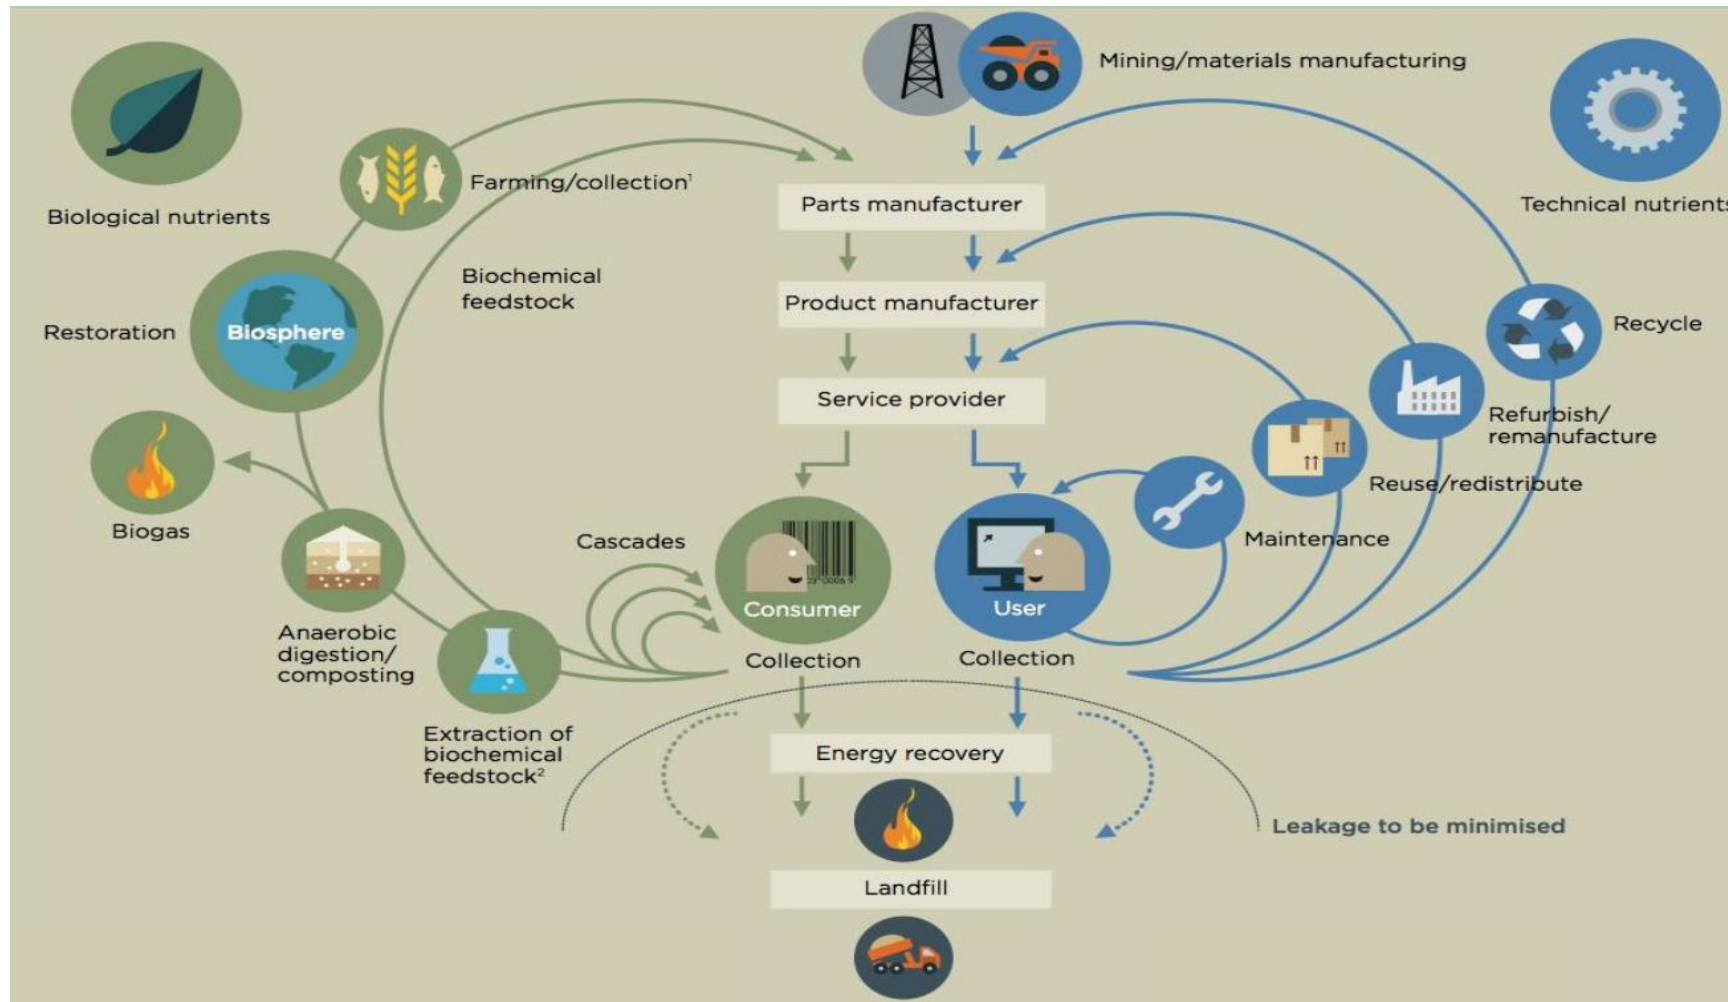 Mining/materials manufacturing
Biological nutrients
Technical nutrients
Farming/collection¹
Parts manufacturer
Biochemical
feedstock
Product manufacturer
Restoration
Biosphere
Recycle
Service provider
Refurbish/
remanufacture
Reuse/redistribute
Biogas
Cascades
Maintenance
Consumer
User
Anaerobic
digestion/
composting
Collection
Collection
Extraction of
biochemical
feedstock²
Energy recovery
Leakage to be minimised
Landfill